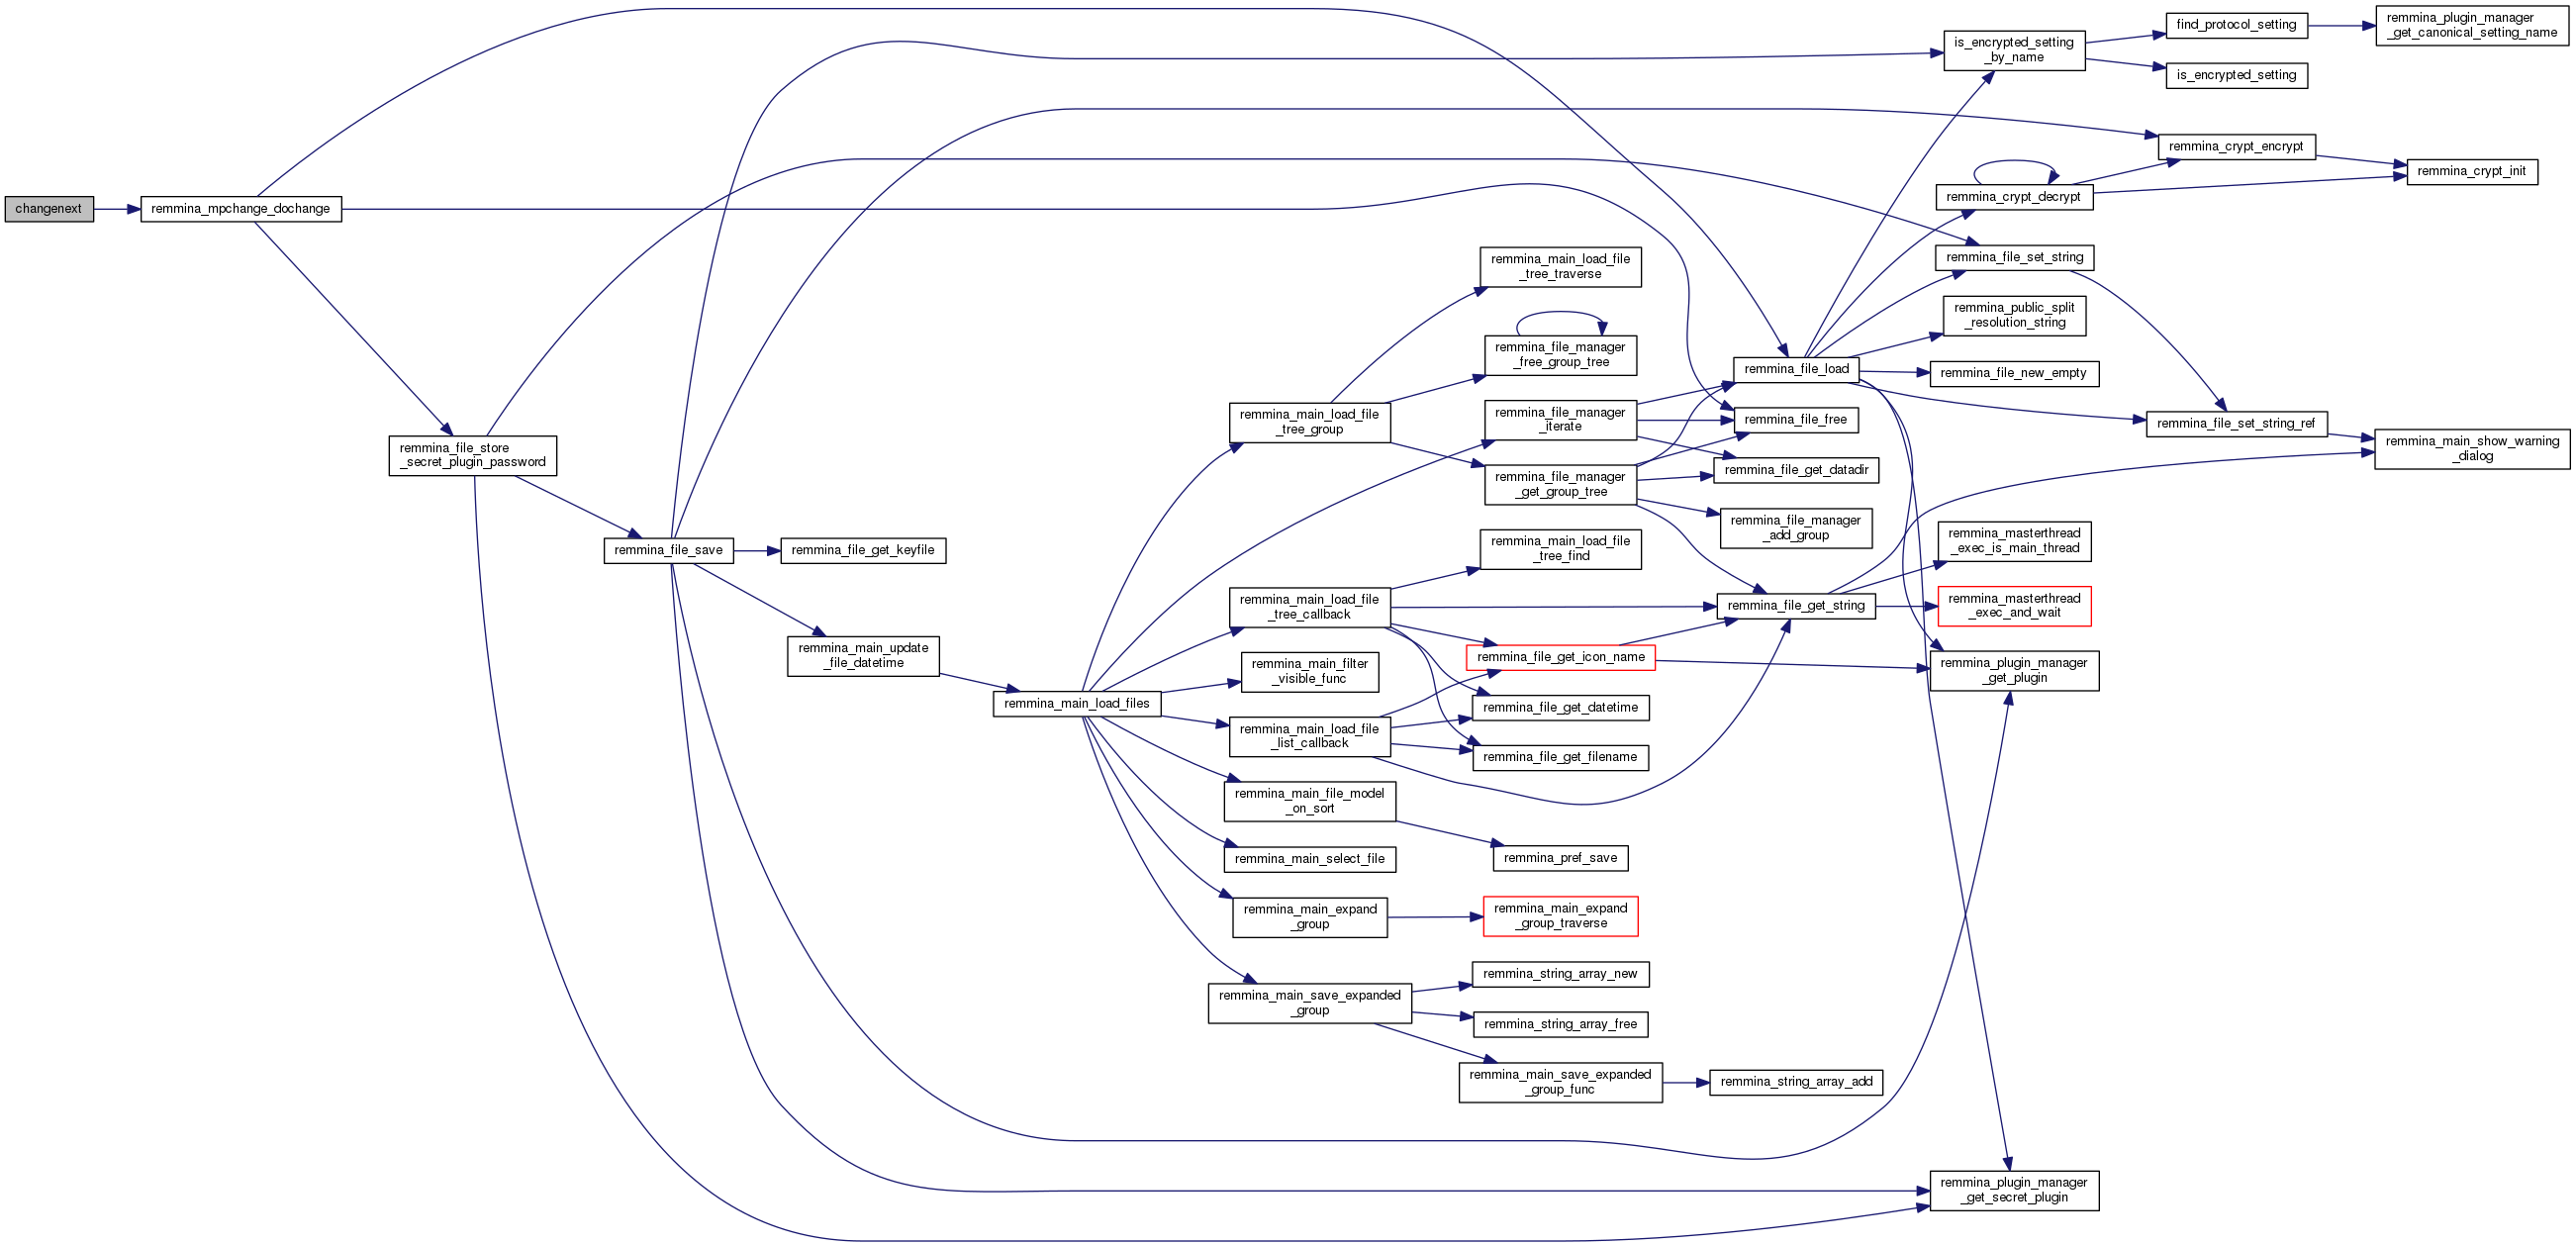 changenext
remmina_mpchange_dochange
remmina_file_store
_secret_plugin_password
remmina_file_save
remmina_file_get_keyfile
remmina_main_update
_file_datetime
remmina_main_load_files
remmina_main_load_file
_tree_group
remmina_main_load_file
_tree_callback
remmina_main_filter
_visible_func
remmina_main_load_file
_list_callback
remmina_main_file_model
_on_sort
remmina_main_select_file
remmina_main_expand
_group
remmina_main_save_expanded
_group
remmina_main_load_file
_tree_traverse
remmina_file_manager
_free_group_tree
remmina_file_manager
_iterate
remmina_file_manager
_get_group_tree
remmina_main_load_file
_tree_find
remmina_file_get_icon_name
remmina_file_get_datetime
remmina_file_get_filename
remmina_pref_save
remmina_main_expand
_group_traverse
remmina_string_array_new
remmina_string_array_free
remmina_main_save_expanded
_group_func
remmina_file_load
remmina_file_free
remmina_file_get_datadir
remmina_file_manager
_add_group
remmina_file_get_string
remmina_string_array_add
is_encrypted_setting
_by_name
remmina_crypt_decrypt
remmina_file_set_string
remmina_public_split
_resolution_string
remmina_file_new_empty
remmina_masterthread
_exec_is_main_thread
remmina_masterthread
_exec_and_wait
remmina_plugin_manager
_get_plugin
remmina_plugin_manager
_get_secret_plugin
find_protocol_setting
is_encrypted_setting
remmina_crypt_encrypt
remmina_file_set_string_ref
remmina_plugin_manager
_get_canonical_setting_name
remmina_crypt_init
remmina_main_show_warning
_dialog